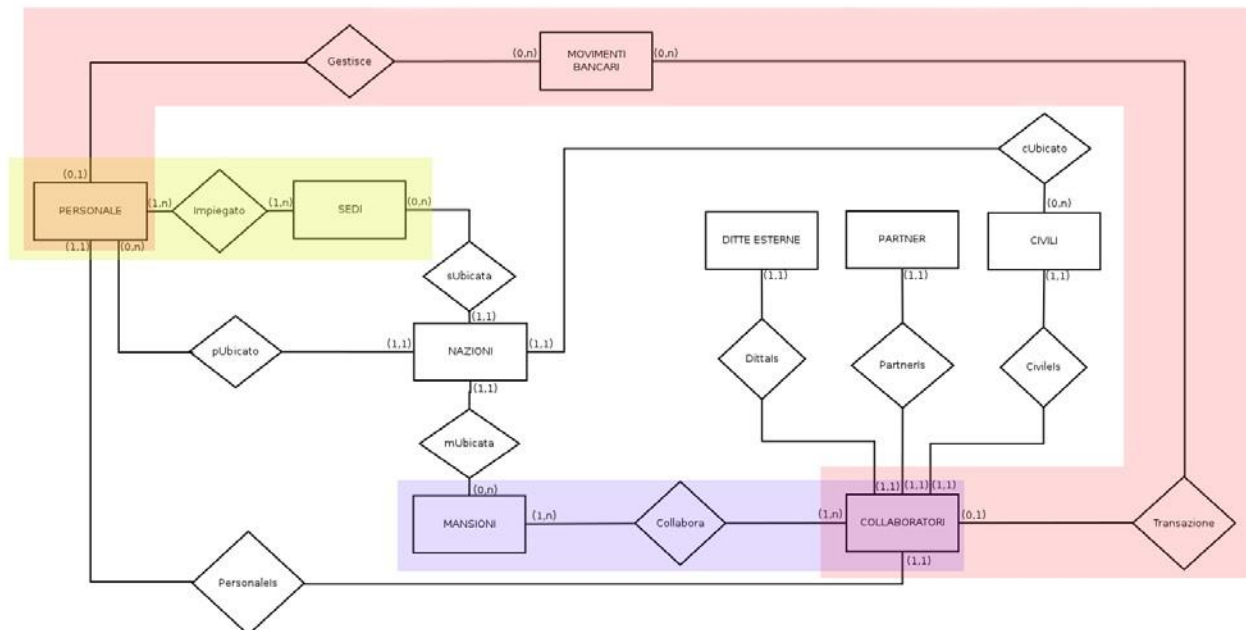 (0,n)
MOVIMENTI
BANCARI
(0,n)
Gestisce
cUbicato
(0,1)
(0,n)
PERSONALE
(1,n)
Impiegato
(1,n)
SEDI
(0,n)
DITTE ESTERNE
PARTNER
CIVILI
(1,1)
(0,n)
(1,1)
(1,1)
(1,1)
sUbicata
(1,1)
pUbicato
(1,1)
NAZIONI
(1,1)
DittaIs
PartnerIs
CivileIs
(1,1)
mUbicata
(0,n)
(1,1)
(1,1)
(1,1)
MANSIONI
(1,n)
Collabora
(1,n)
COLLABORATORI
(0,1)
Transazione
(1,1)
PersonaleIs